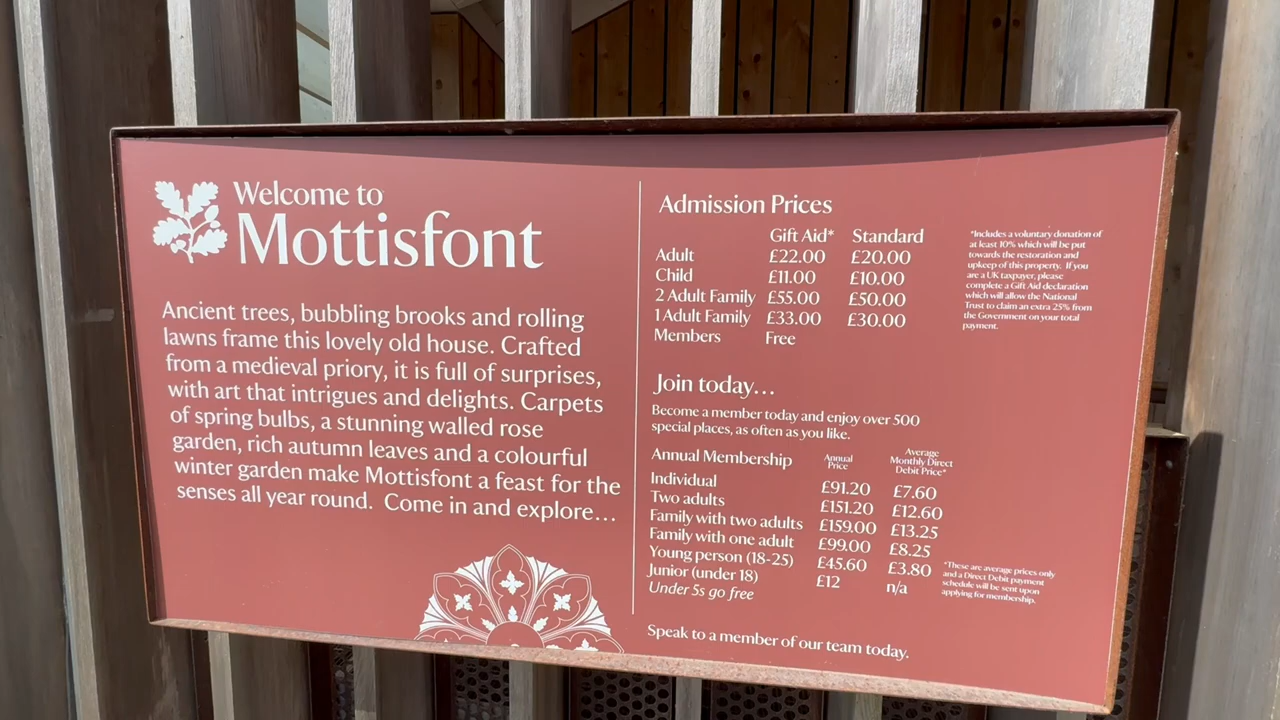 Welcome to
Mottisfont
Ancient trees, bubbling brooks and rolling
lawns frame this lovely old house. Crafted
from a medieval priory, it is full of surprises,
with art that intrigues and delights. Carpets
of spring bulbs, a stunning walled rose
garden, rich autumn leaves and a colourful
winter garden make Mottisfont a feast for the
senses all year round. Come in and explore...
Admission Prices
Gift Aid* Standard
Adult £22.00 £20.00
Child £11.00 £10.00
2 Adult Family £55.00 £50.00
1 Adult Family £33.00 £30.00
Members Free
*Includes a voluntary donation of
at least 10% which will be put
towards the restoration and
upkeep of this property. If you
are a UK taxpayer, please
complete a Gift Aid declaration
which will allow the National
Trust to claim an extra 25% from
the Government on your total
payment.
Join today...
Become a member today and enjoy over 500
special places, as often as you like.
Annual Membership Annual Price Average Monthly Direct Debit Price*
Individual £91.20 £7.60
Two adults £151.20 £12.60
Family with two adults £159.00 £13.25
Family with one adult £99.00 £8.25
Young person (18-25) £45.60 £3.80
Junior (under 18) £12 n/a
Under 5s go free
*These are average prices only
and a Direct Debit payment
schedule will be sent upon
applying for membership.
Speak to a member of our team today.